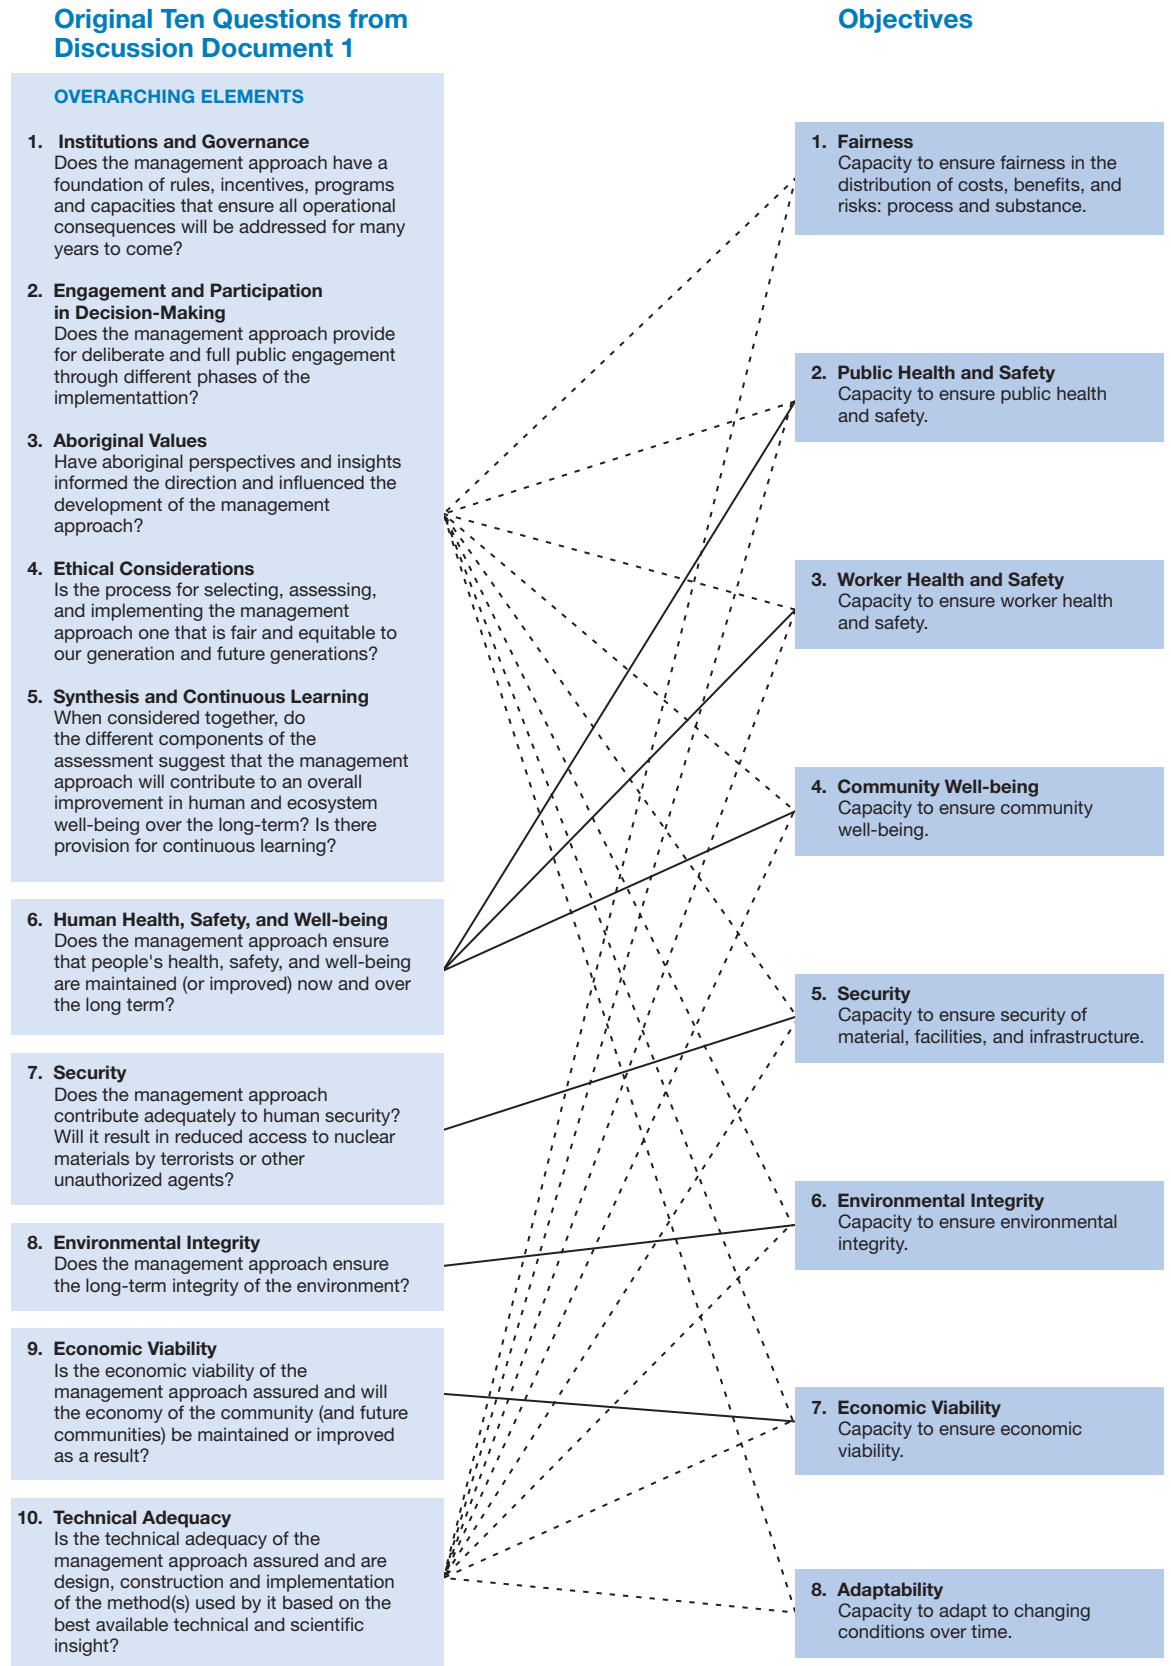 Original Ten Questions from
Discussion Document 1
OVERARCHING ELEMENTS
1. Institutions and Governance
Does the management approach have a
foundation of rules, incentives, programs
and capacities that ensure all operational
consequences will be addressed for many
years to come?
2. Engagement and Participation
in Decision-Making
Does the management approach provide
for deliberate and full public engagement
through different phases of the
implementattion?
3. Aboriginal Values
Have aboriginal perspectives and insights
informed the direction and influenced the
development of the management
approach?
4. Ethical Considerations
Is the process for selecting, assessing,
and implementing the management
approach one that is fair and equitable to
our generation and future generations?
5. Synthesis and Continuous Learning
When considered together, do
the different components of the
assessment suggest that the management
approach will contribute to an overall
improvement in human and ecosystem
well-being over the long-term? Is there
provision for continuous learning?
6. Human Health, Safety, and Well-being
Does the management approach ensure
that people's health, safety, and well-being
are maintained (or improved) now and over
the long term?
7. Security
Does the management approach
contribute adequately to human security?
Will it result in reduced access to nuclear
materials by terrorists or other
unauthorized agents?
8. Environmental Integrity
Does the management approach ensure
the long-term integrity of the environment?
9. Economic Viability
Is the economic viability of the
management approach assured and will
the economy of the community (and future
communities) be maintained or improved
as a result?
10. Technical Adequacy
Is the technical adequacy of the
management approach assured and are
design, construction and implementation
of the method(s) used by it based on the
best available technical and scientific
insight?
Objectives
1. Fairness
Capacity to ensure fairness in the
distribution of costs, benefits, and
risks: process and substance.
2. Public Health and Safety
Capacity to ensure public health
and safety.
3. Worker Health and Safety
Capacity to ensure worker health
and safety.
4. Community Well-being
Capacity to ensure community
well-being.
5. Security
Capacity to ensure security of
material, facilities, and infrastructure.
6. Environmental Integrity
Capacity to ensure environmental
integrity.
7. Economic Viability
Capacity to ensure economic
viability.
8. Adaptability
Capacity to adapt to changing
conditions over time.